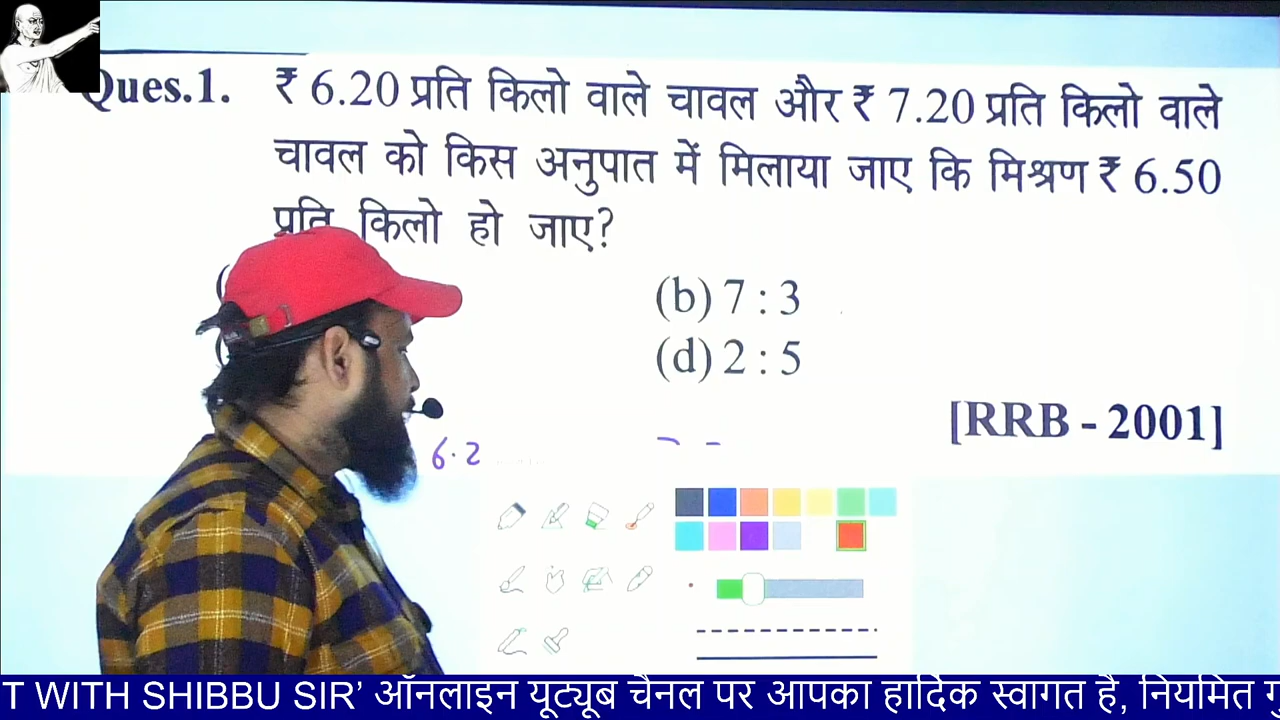 Ques.1. ₹ 6.20 प्रति किलो वाले चावल और ₹ 7.20 प्रति किलो वाले
चावल को किस अनुपात में मिलाया जाए कि मिश्रण ₹ 6.50
प्रति किलो हो जाए?
(b) 7 : 3
(d) 2 : 5
[RRB - 2001]
6.2
T WITH SHIBBU SIR’ ऑनलाइन यूट्यूब चैनल पर आपका हार्दिक स्वागत है, नियमित